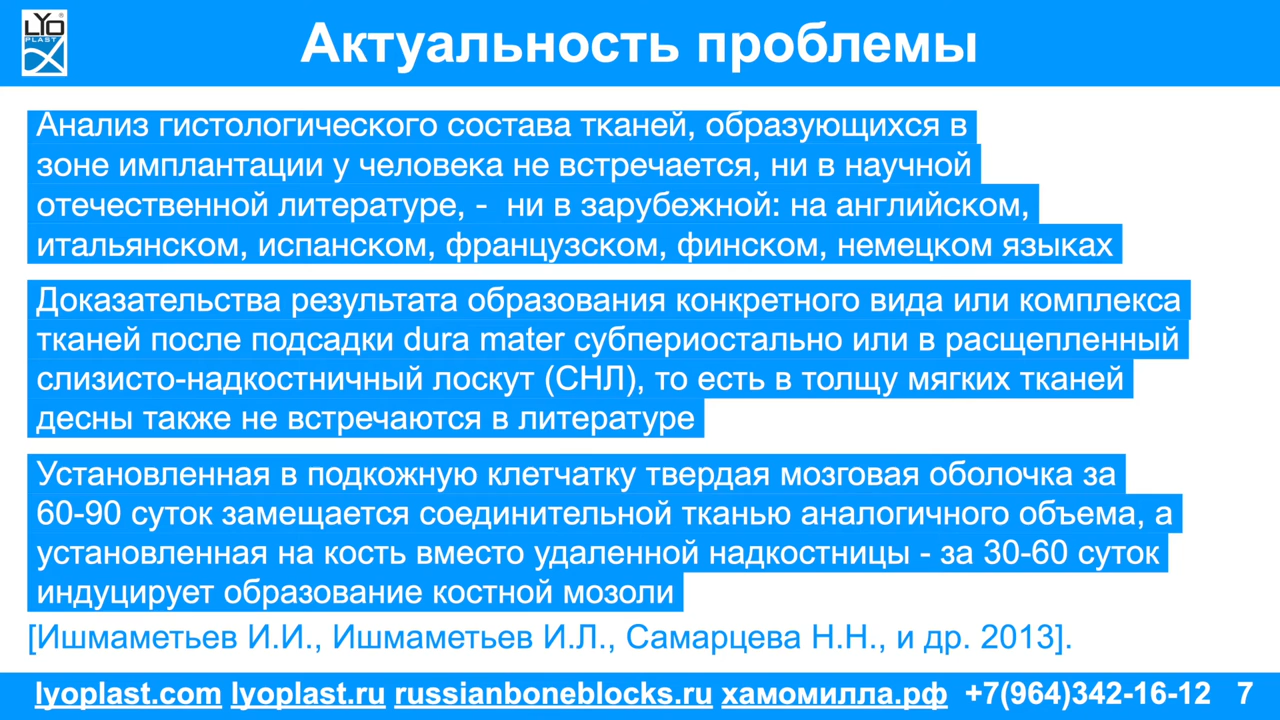 LYO®
PLAST
Актуальность проблемы
Анализ гистологического состава тканей, образующихся в
зоне имплантации у человека не встречается, ни в научной
отечественной литературе, - ни в зарубежной: на английском,
итальянском, испанском, французском, финском, немецком языках
Доказательства результата образования конкретного вида или комплекса
тканей после подсадки dura mater субпериостально или в расщепленный
слизисто-надкостничный лоскут (СНЛ), то есть в толщу мягких тканей
десны также не встречаются в литературе
Установленная в подкожную клетчатку твердая мозговая оболочка за
60-90 суток замещается соединительной тканью аналогичного объема, а
установленная на кость вместо удаленной надкостницы - за 30-60 суток
индуцирует образование костной мозоли
[Ишмаметьев И.И., Ишмаметьев И.Л., Самарцева Н.Н., и др. 2013].
lyoplast.com lyoplast.ru russianboneblocks.ru хамомилла.рф +7(964)342-16-12 7